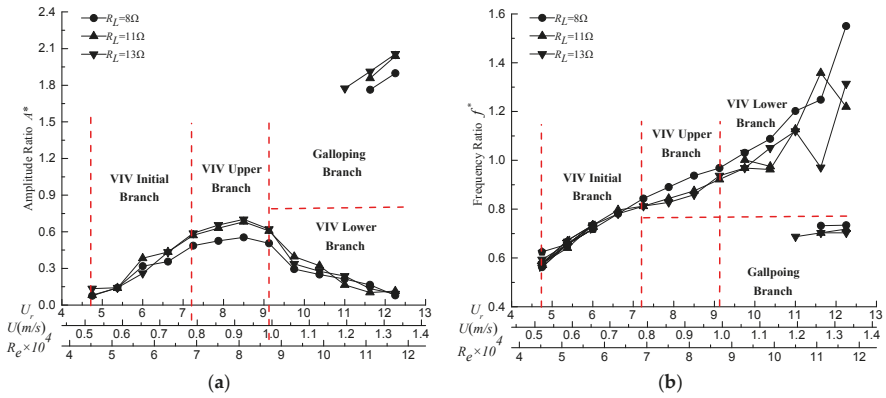 R_L=8Ω
R_L=11Ω
R_L=13Ω
2.4
2.1
1.8
1.5
1.2
0.9
0.6
0.3
0.0
Amplitude Ratio A*
VIV Initial
Branch
VIV Upper
Branch
Galloping
Branch
VIV Lower
Branch
4 5 6 7 8 9 10 11 12 13
U_r
U(m/s)
0.5 0.6 0.7 0.8 0.9 1.0 1.1 1.2 1.3 1.4
R_e×10^4
4 5 6 7 8 9 10 11 12
(a)
R_L=8Ω
R_L=11Ω
R_L=13Ω
1.6
1.4
1.2
1.0
0.8
0.6
0.4
Frequency Ratio f*
VIV Initial
Branch
VIV Upper
Branch
VIV Lower
Branch
Gallpoing
Branch
4 5 6 7 8 9 10 11 12 13
U_r
U(m/s)
0.5 0.6 0.7 0.8 0.9 1.0 1.1 1.2 1.3 1.4
R_e×10^4
4 5 6 7 8 9 10 11 12
(b)